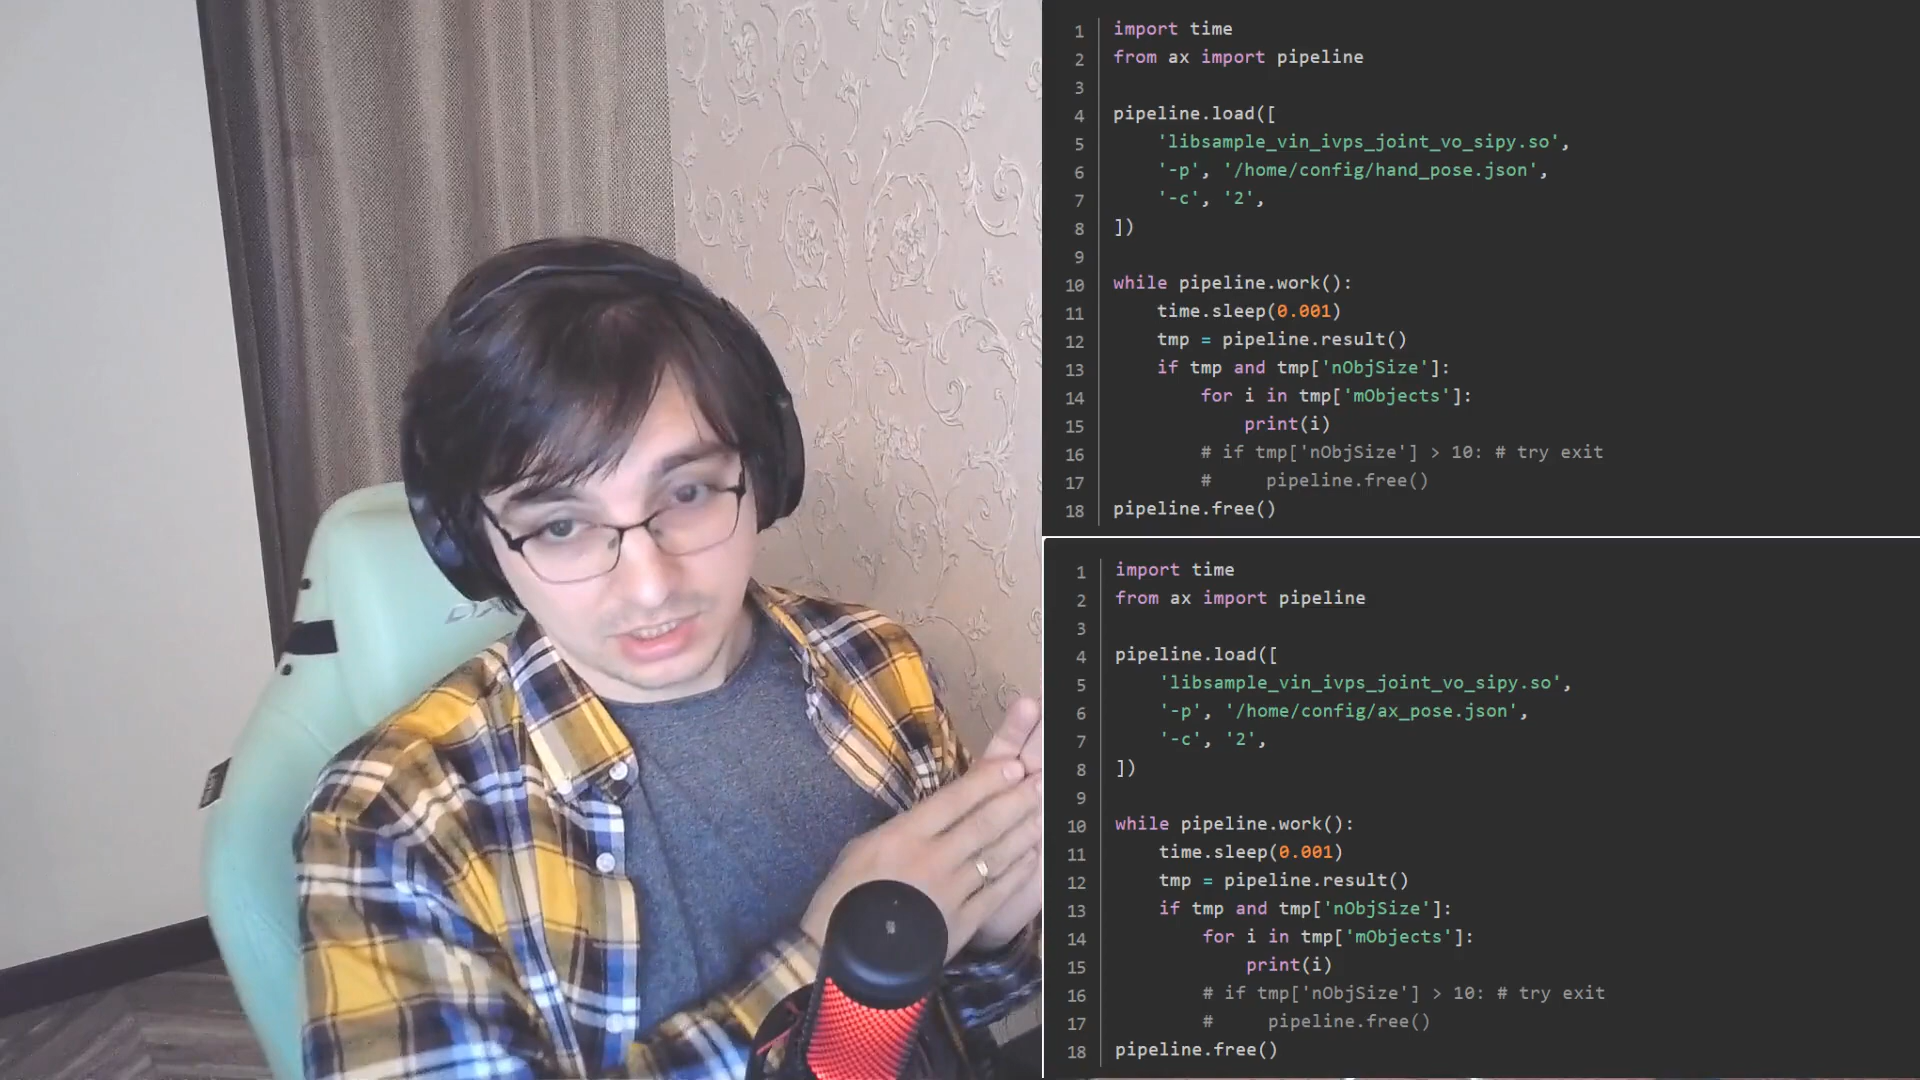 1 import time
2 from ax import pipeline
3
4 pipeline.load([
5 'libsample_vin_ivps_joint_vo_sipy.so',
6 '-p', '/home/config/hand_pose.json',
7 '-c', '2',
8 ])
9
10 while pipeline.work():
11 time.sleep(0.001)
12 tmp = pipeline.result()
13 if tmp and tmp['nObjSize']:
14 for i in tmp['mObjects']:
15 print(i)
16 # if tmp['nObjSize'] > 10: # try exit
17 # pipeline.free()
18 pipeline.free()
1 import time
2 from ax import pipeline
3
4 pipeline.load([
5 'libsample_vin_ivps_joint_vo_sipy.so',
6 '-p', '/home/config/ax_pose.json',
7 '-c', '2',
8 ])
9
10 while pipeline.work():
11 time.sleep(0.001)
12 tmp = pipeline.result()
13 if tmp and tmp['nObjSize']:
14 for i in tmp['mObjects']:
15 print(i)
16 # if tmp['nObjSize'] > 10: # try exit
17 # pipeline.free()
18 pipeline.free()